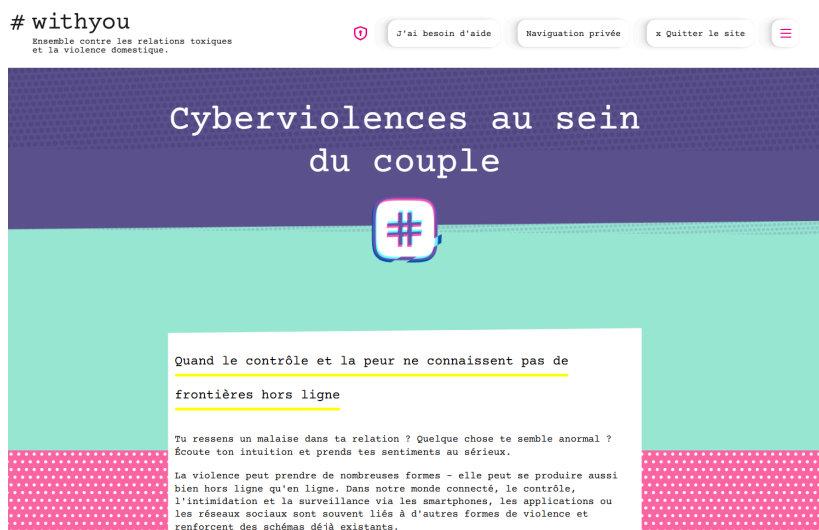 # withyou
Ensemble contre les relations toxiques
et la violence domestique.
J'ai besoin d'aide
Naviguation privée
x Quitter le site
Cyberviolences au sein
du couple
#
Quand le contrôle et la peur ne connaissent pas de
frontières hors ligne
Tu ressens un malaise dans ta relation ? Quelque chose te semble anormal ?
Écoute ton intuition et prends tes sentiments au sérieux.
La violence peut prendre de nombreuses formes – elle peut se produire aussi
bien hors ligne qu'en ligne. Dans notre monde connecté, le contrôle,
l'intimidation et la surveillance via les smartphones, les applications ou
les réseaux sociaux sont souvent liés à d'autres formes de violence et
renforcent des schémas déjà existants.